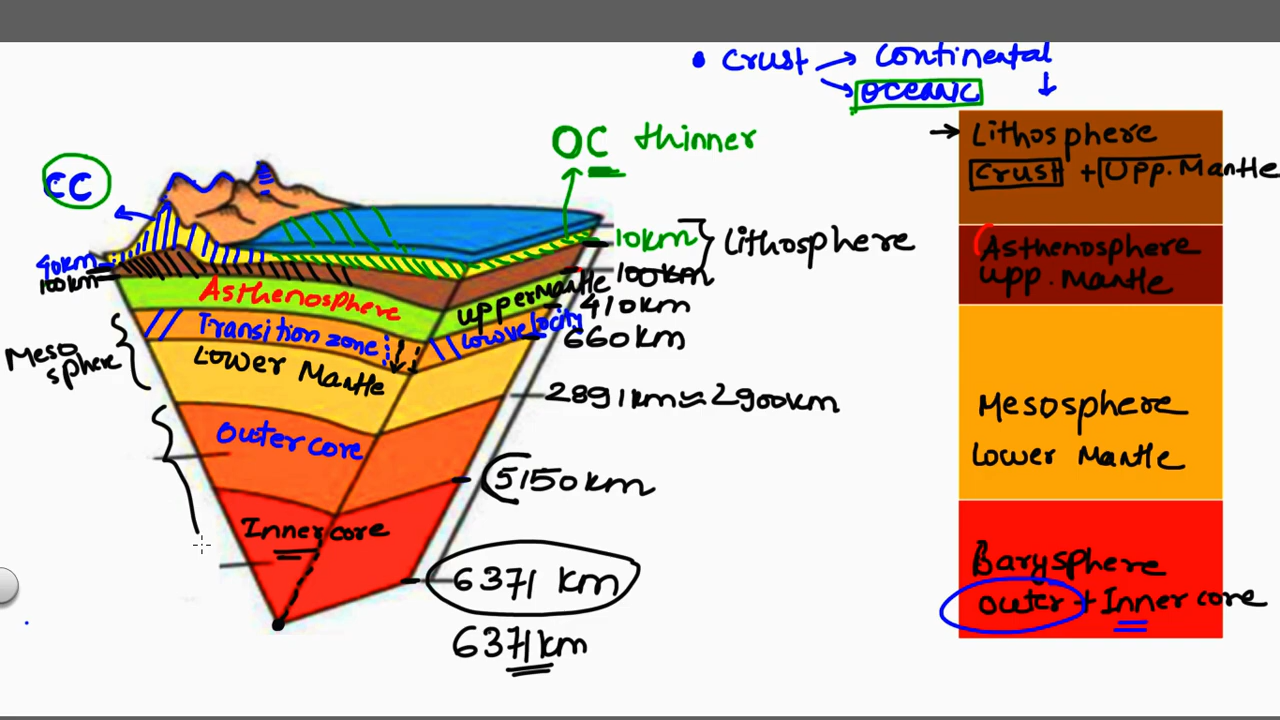 • Crust → Continental
→ OCEANIC
OC thinner
CC
Lithosphere
Crust + Upp. Mantle
10km
Lithosphere
40km
100km
100km
Asthenosphere
upper Mantle
410km
Asthenosphere
upp. Mantle
Transition zone
Low velocity
660km
Meso
sphere
Lower Mantle
2891km ≈ 2900km
Mesosphere
Lower Mantle
Outer core
5150km
Inner core
6371 km
6371km
Barysphere
outer + Inner core